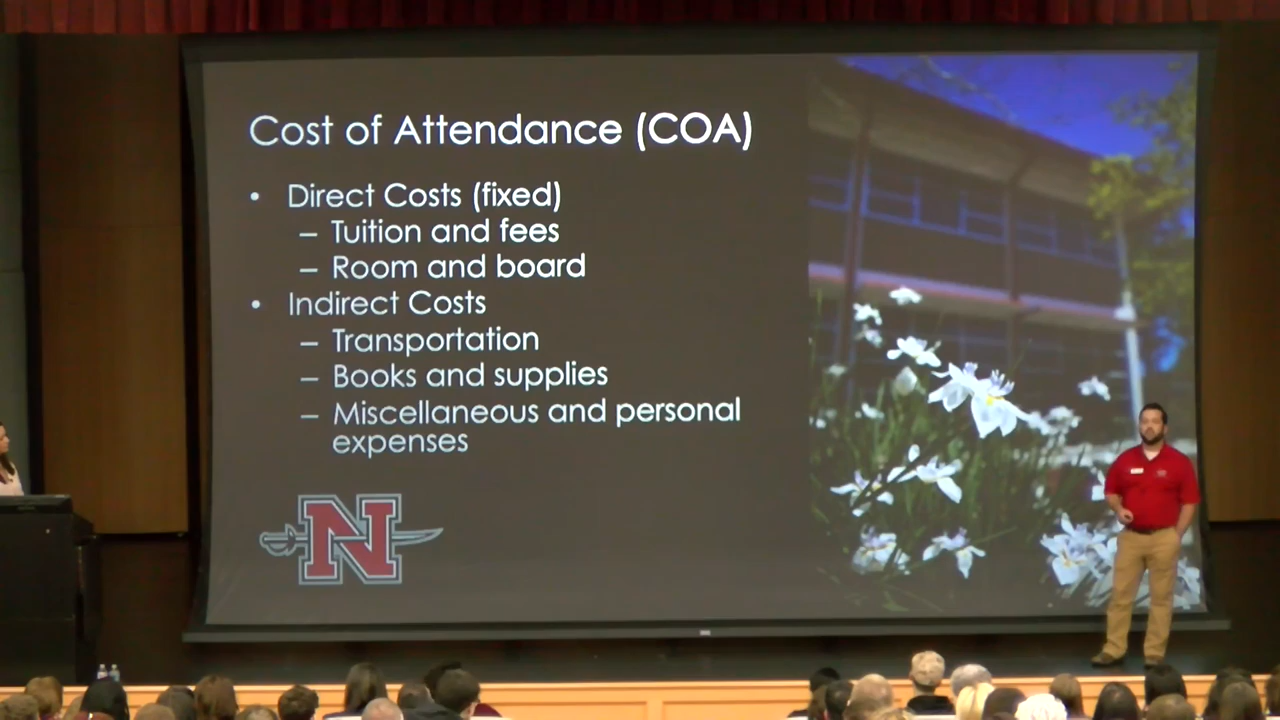 Cost of Attendance (COA)
• Direct Costs (fixed)
– Tuition and fees
– Room and board
• Indirect Costs
– Transportation
– Books and supplies
– Miscellaneous and personal
expenses
N